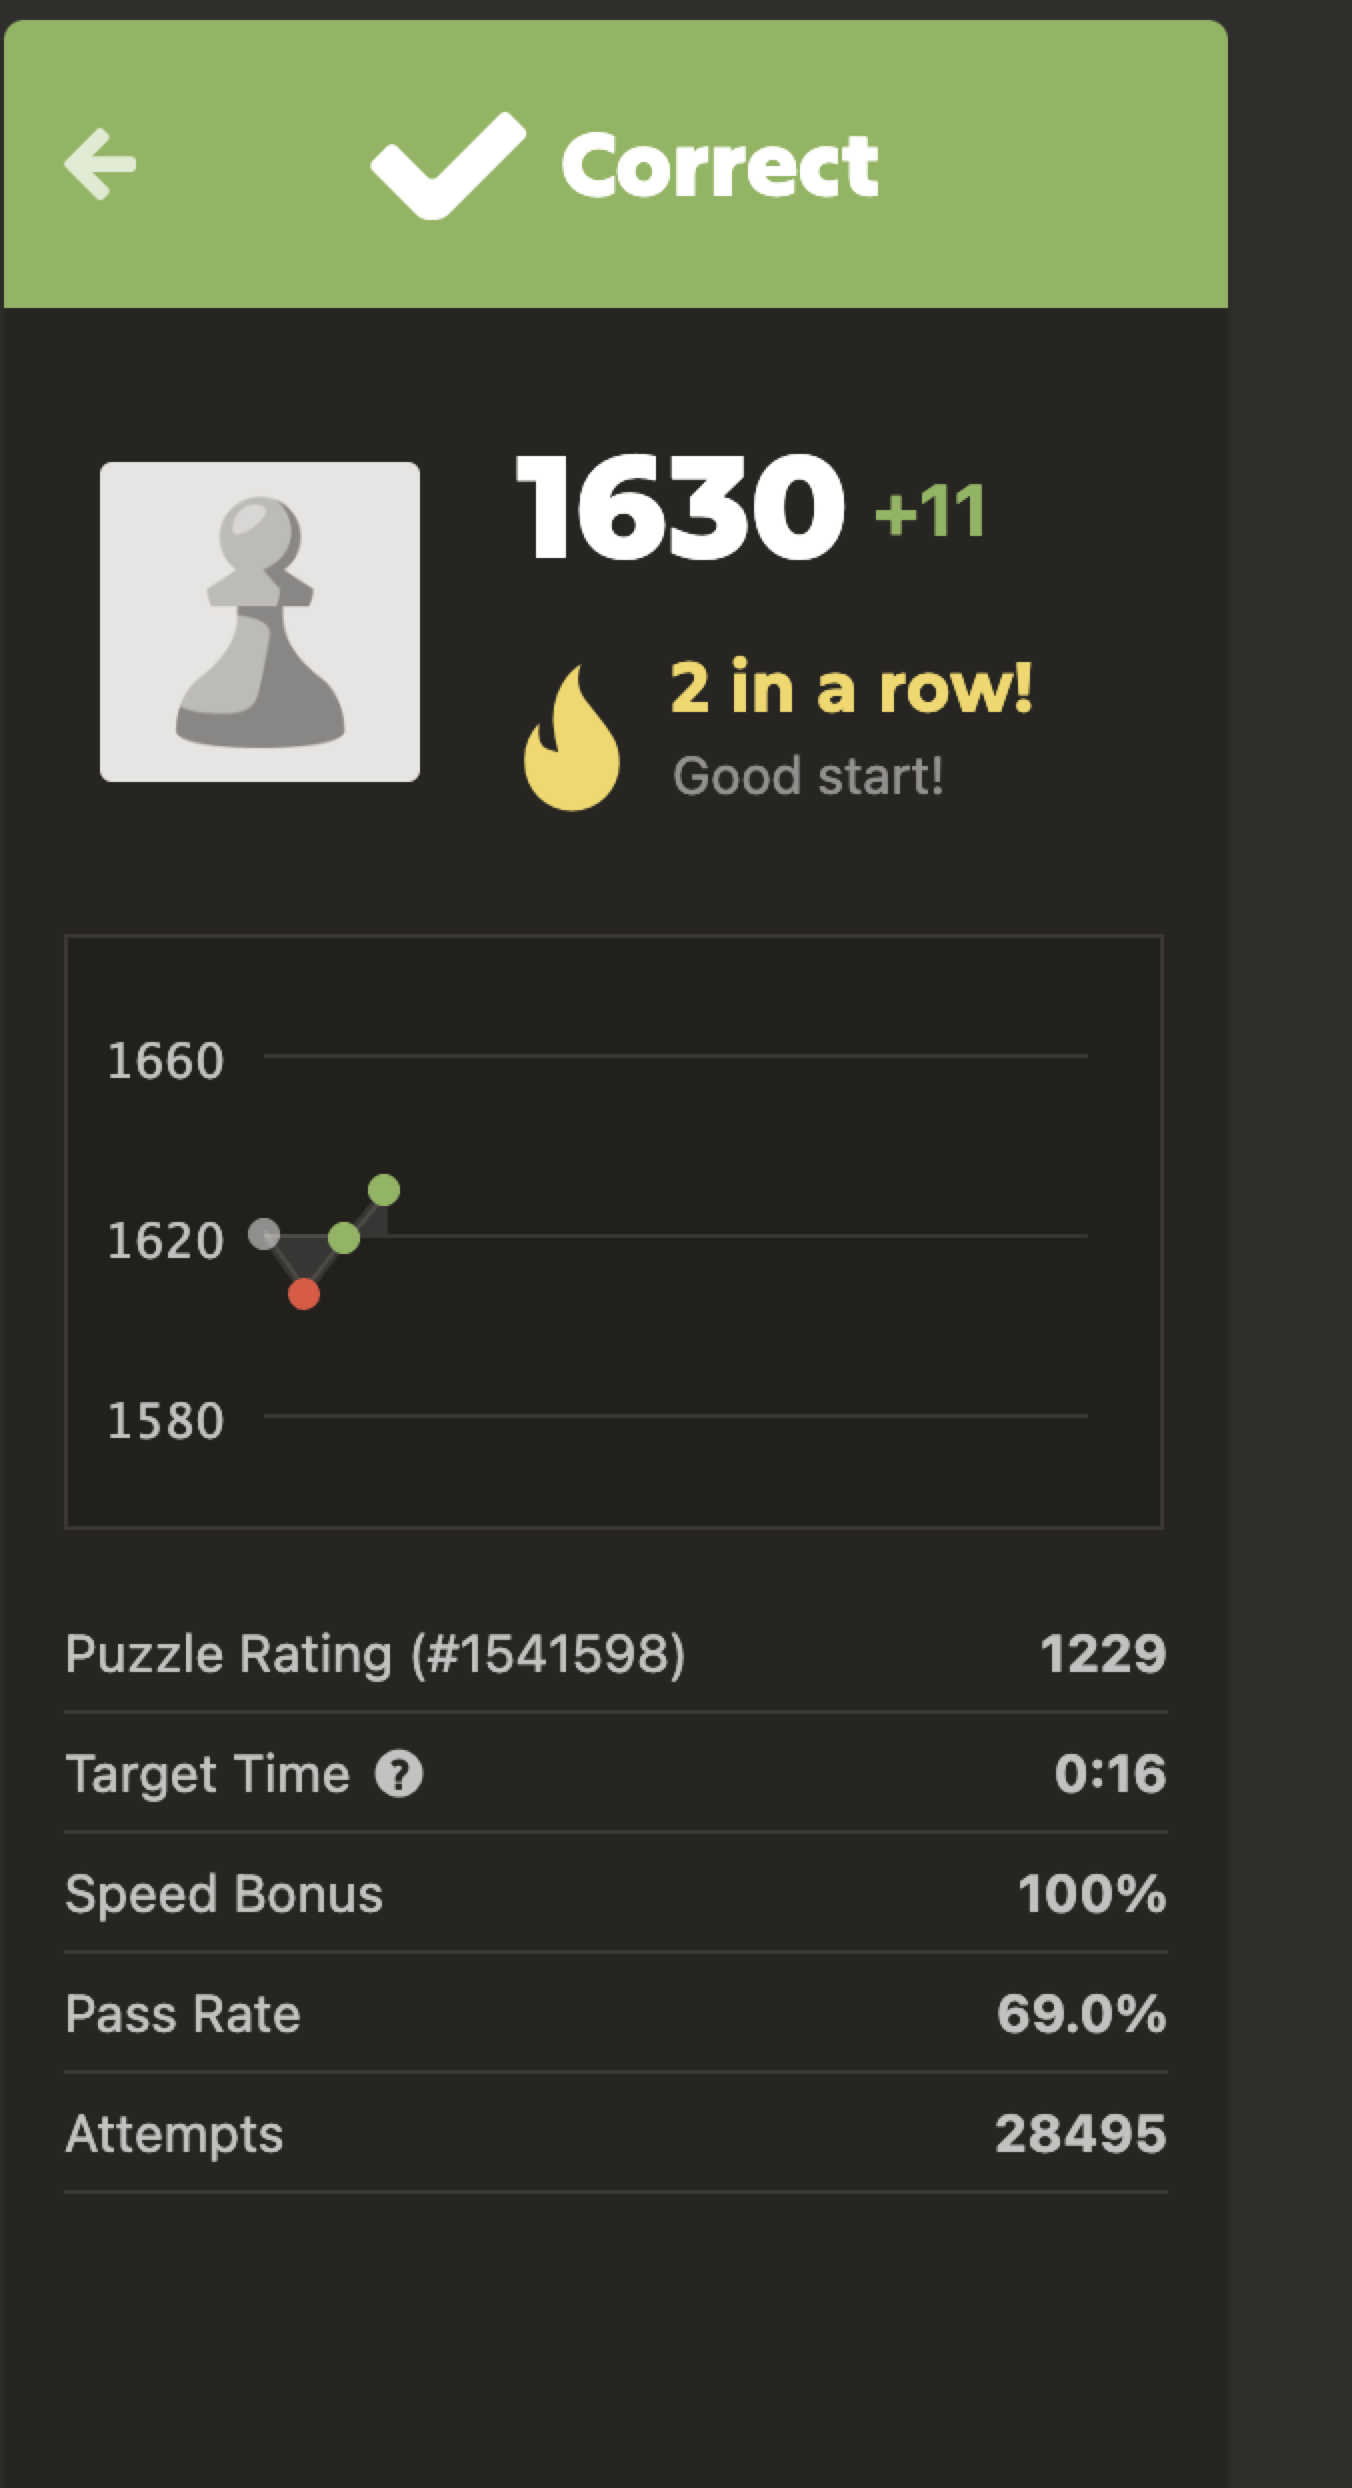 Correct
1630 +11
2 in a row!
Good start!
1660
1620
1580
Puzzle Rating (#1541598) 1229
Target Time ? 0:16
Speed Bonus 100%
Pass Rate 69.0%
Attempts 28495